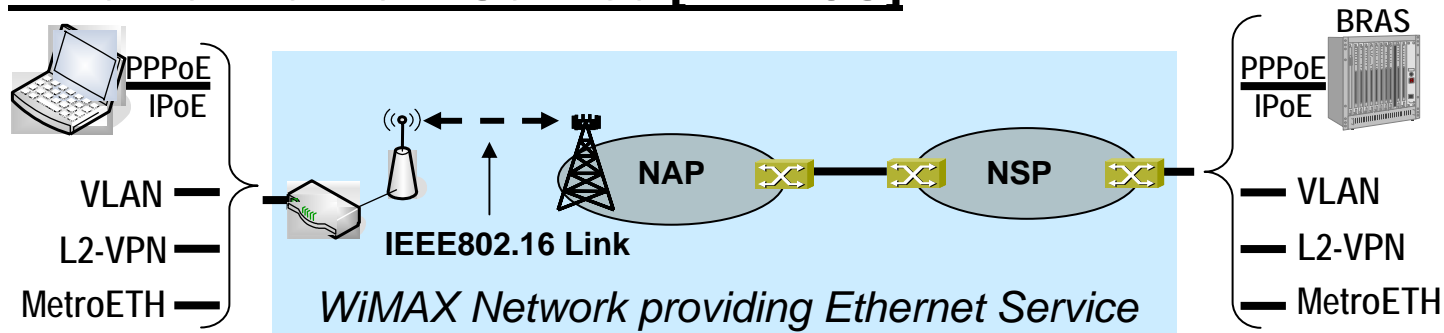 BRAS
PPPoE
IPoE
PPPoE
IPoE
NAP
NSP
VLAN
L2-VPN
MetroETH
IEEE802.16 Link
VLAN
L2-VPN
MetroETH
WiMAX Network providing Ethernet Service